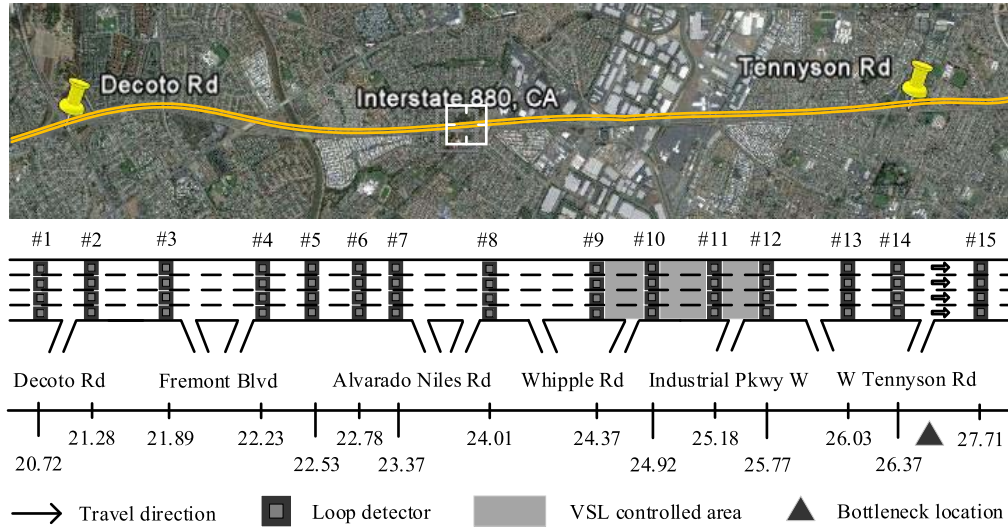 Decoto Rd
Interstate 880, CA
Tennyson Rd
#1 #2 #3 #4 #5 #6 #7 #8 #9 #10 #11 #12 #13 #14 #15
Decoto Rd Fremont Blvd Alvarado Niles Rd Whipple Rd Industrial Pkwy W W Tennyson Rd
21.28 21.89 22.23 22.78 23.37 24.01 24.37 25.18 26.03 26.37 27.71
20.72 22.53 24.92 25.77
Travel direction Loop detector VSL controlled area Bottleneck location